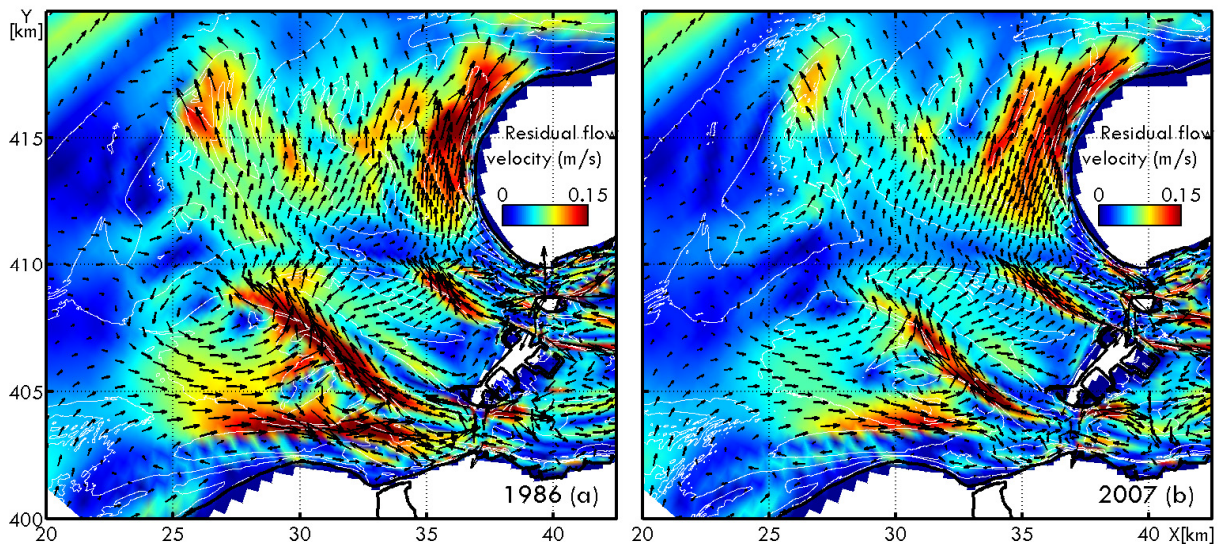 Y
[km]
415
410
405
400
20
25
30
35
40
Residual flow
velocity (m/s)
0
0.15
1986 (a)
20
25
30
35
40
X[km]
Residual flow
velocity (m/s)
0
0.15
2007 (b)